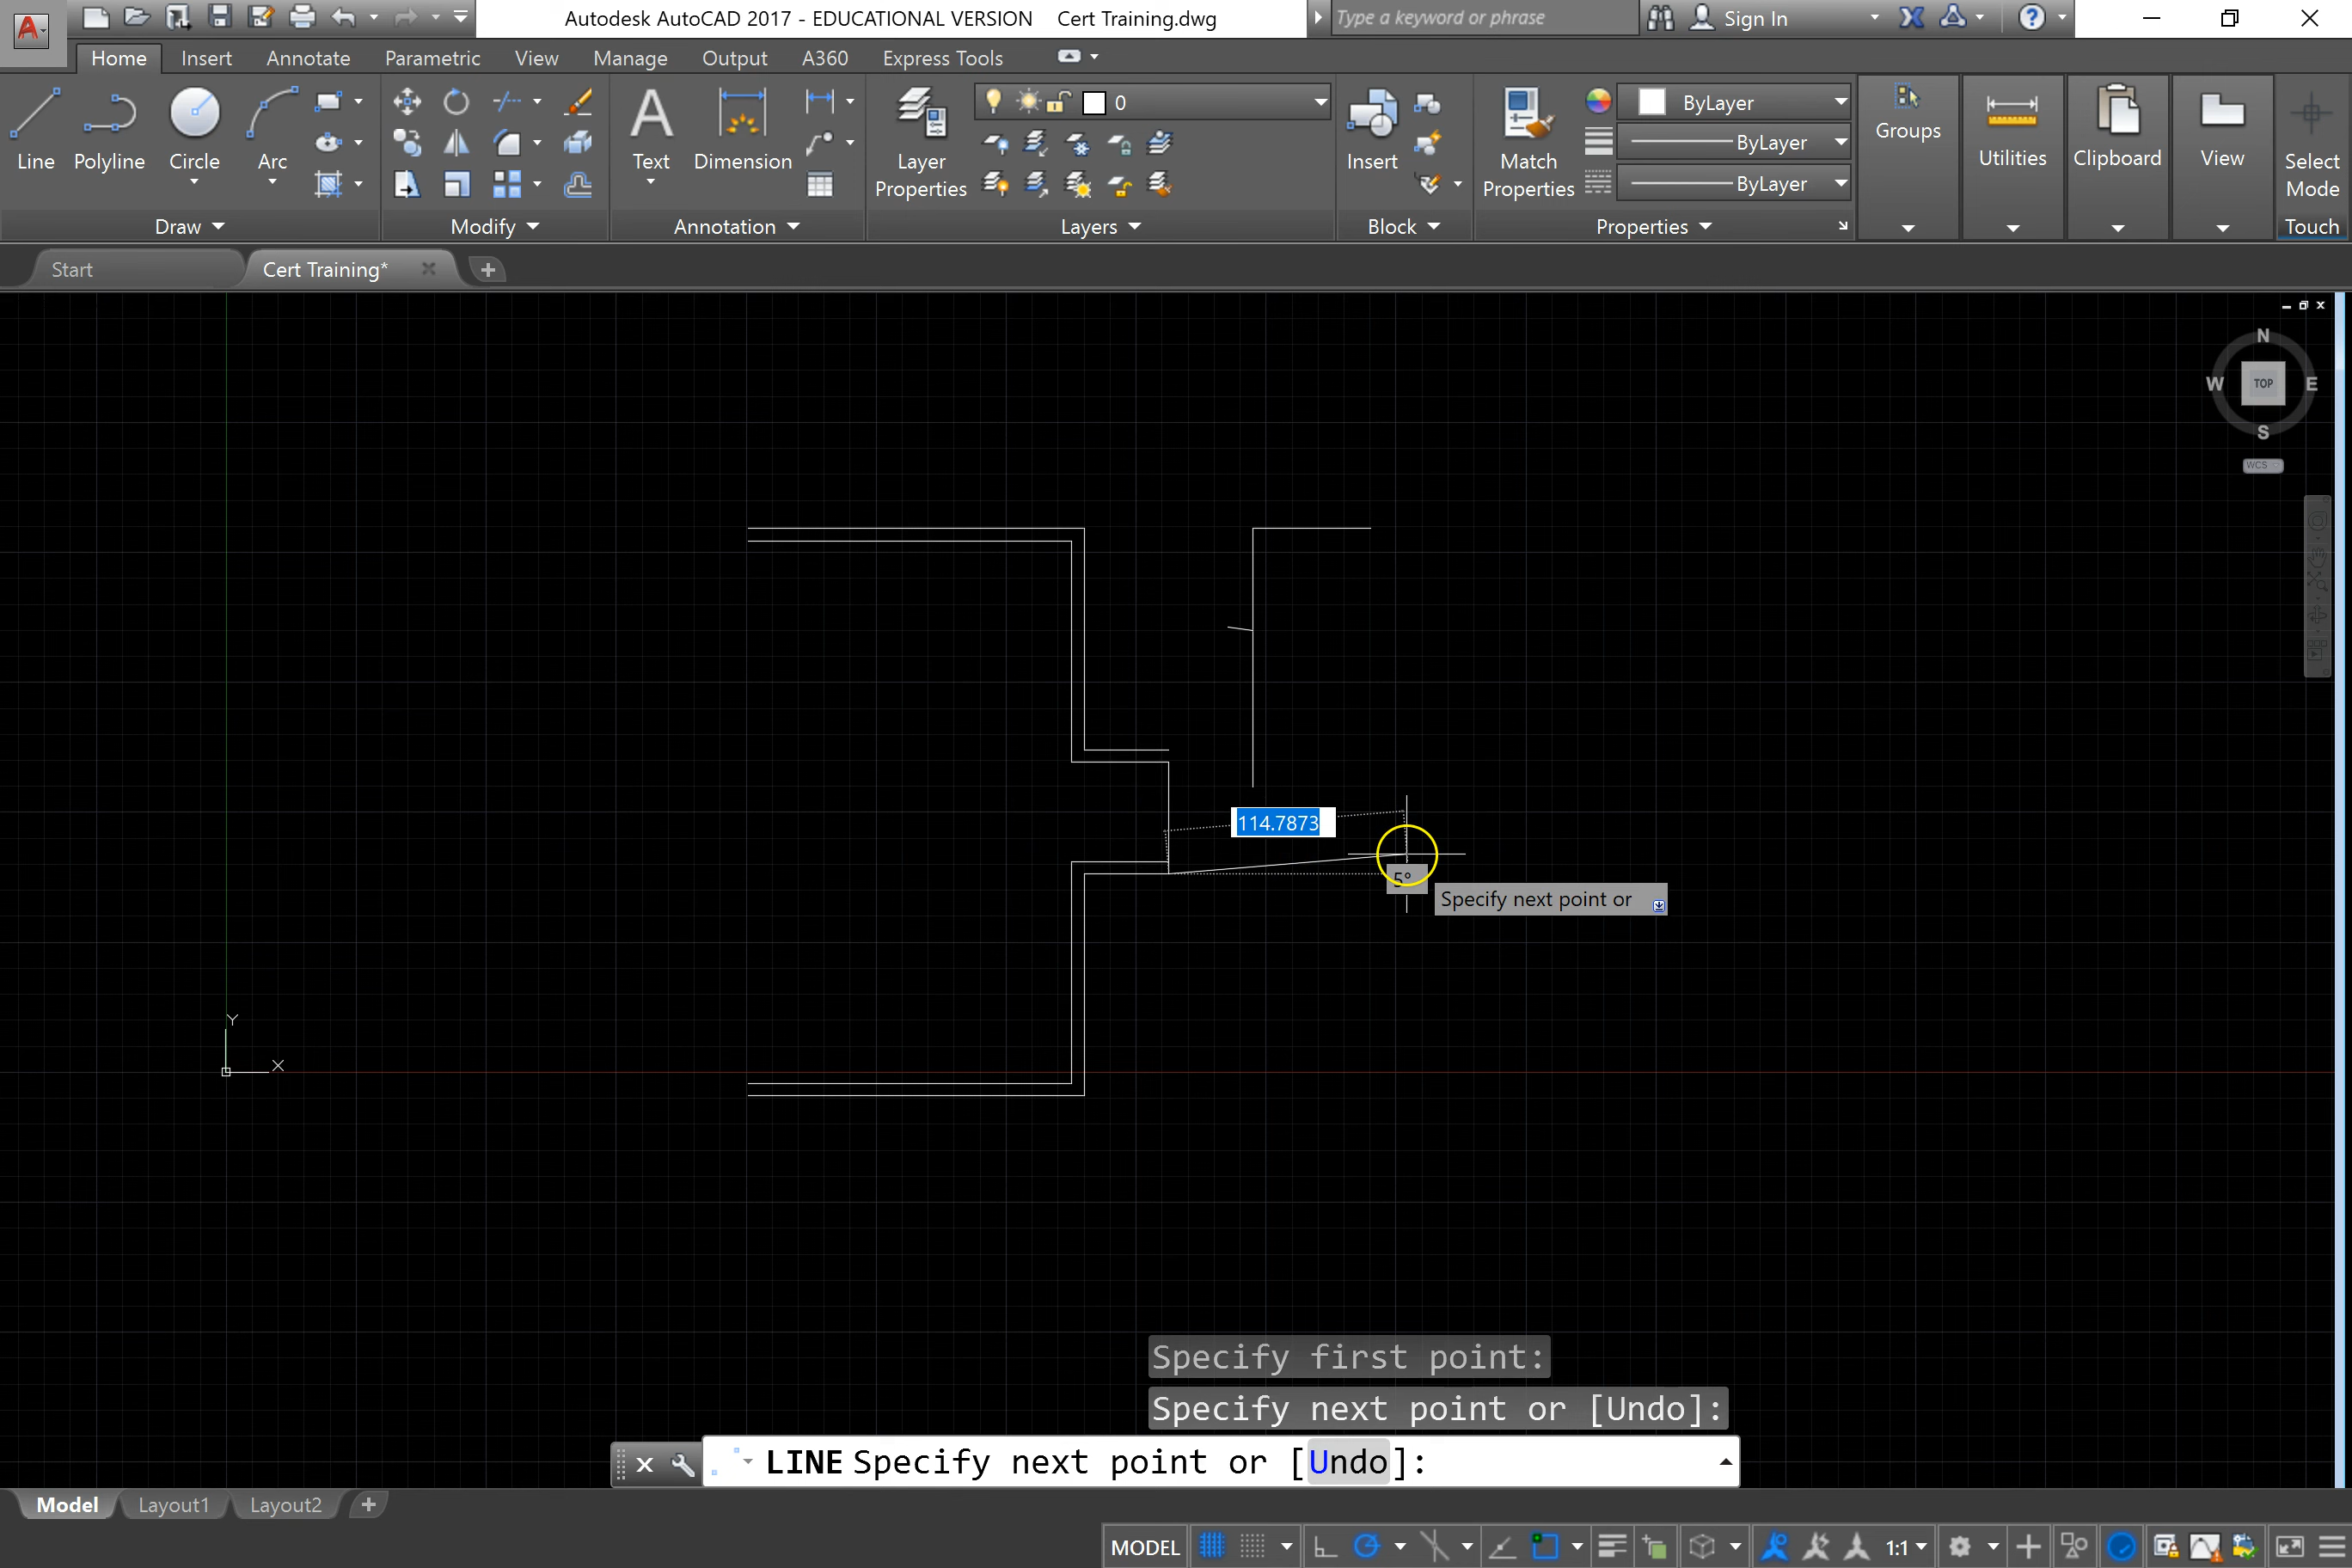 Autodesk AutoCAD 2017 - EDUCATIONAL VERSION Cert Training.dwg
Type a keyword or phrase
Sign In
Home Insert Annotate Parametric View Manage Output A360 Express Tools
0
ByLayer
ByLayer
ByLayer
Line Polyline Circle Arc
Text Dimension
Layer Properties
Insert
Match Properties
Groups Utilities Clipboard View
Select Mode
Draw Modify Annotation Layers Block Properties Touch
Start Cert Training*
N
W TOP E
S
WCS
114.7873
5°
Specify next point or
Y
X
Specify first point:
Specify next point or [Undo]:
LINE Specify next point or [Undo]:
Model Layout1 Layout2
MODEL 1:1